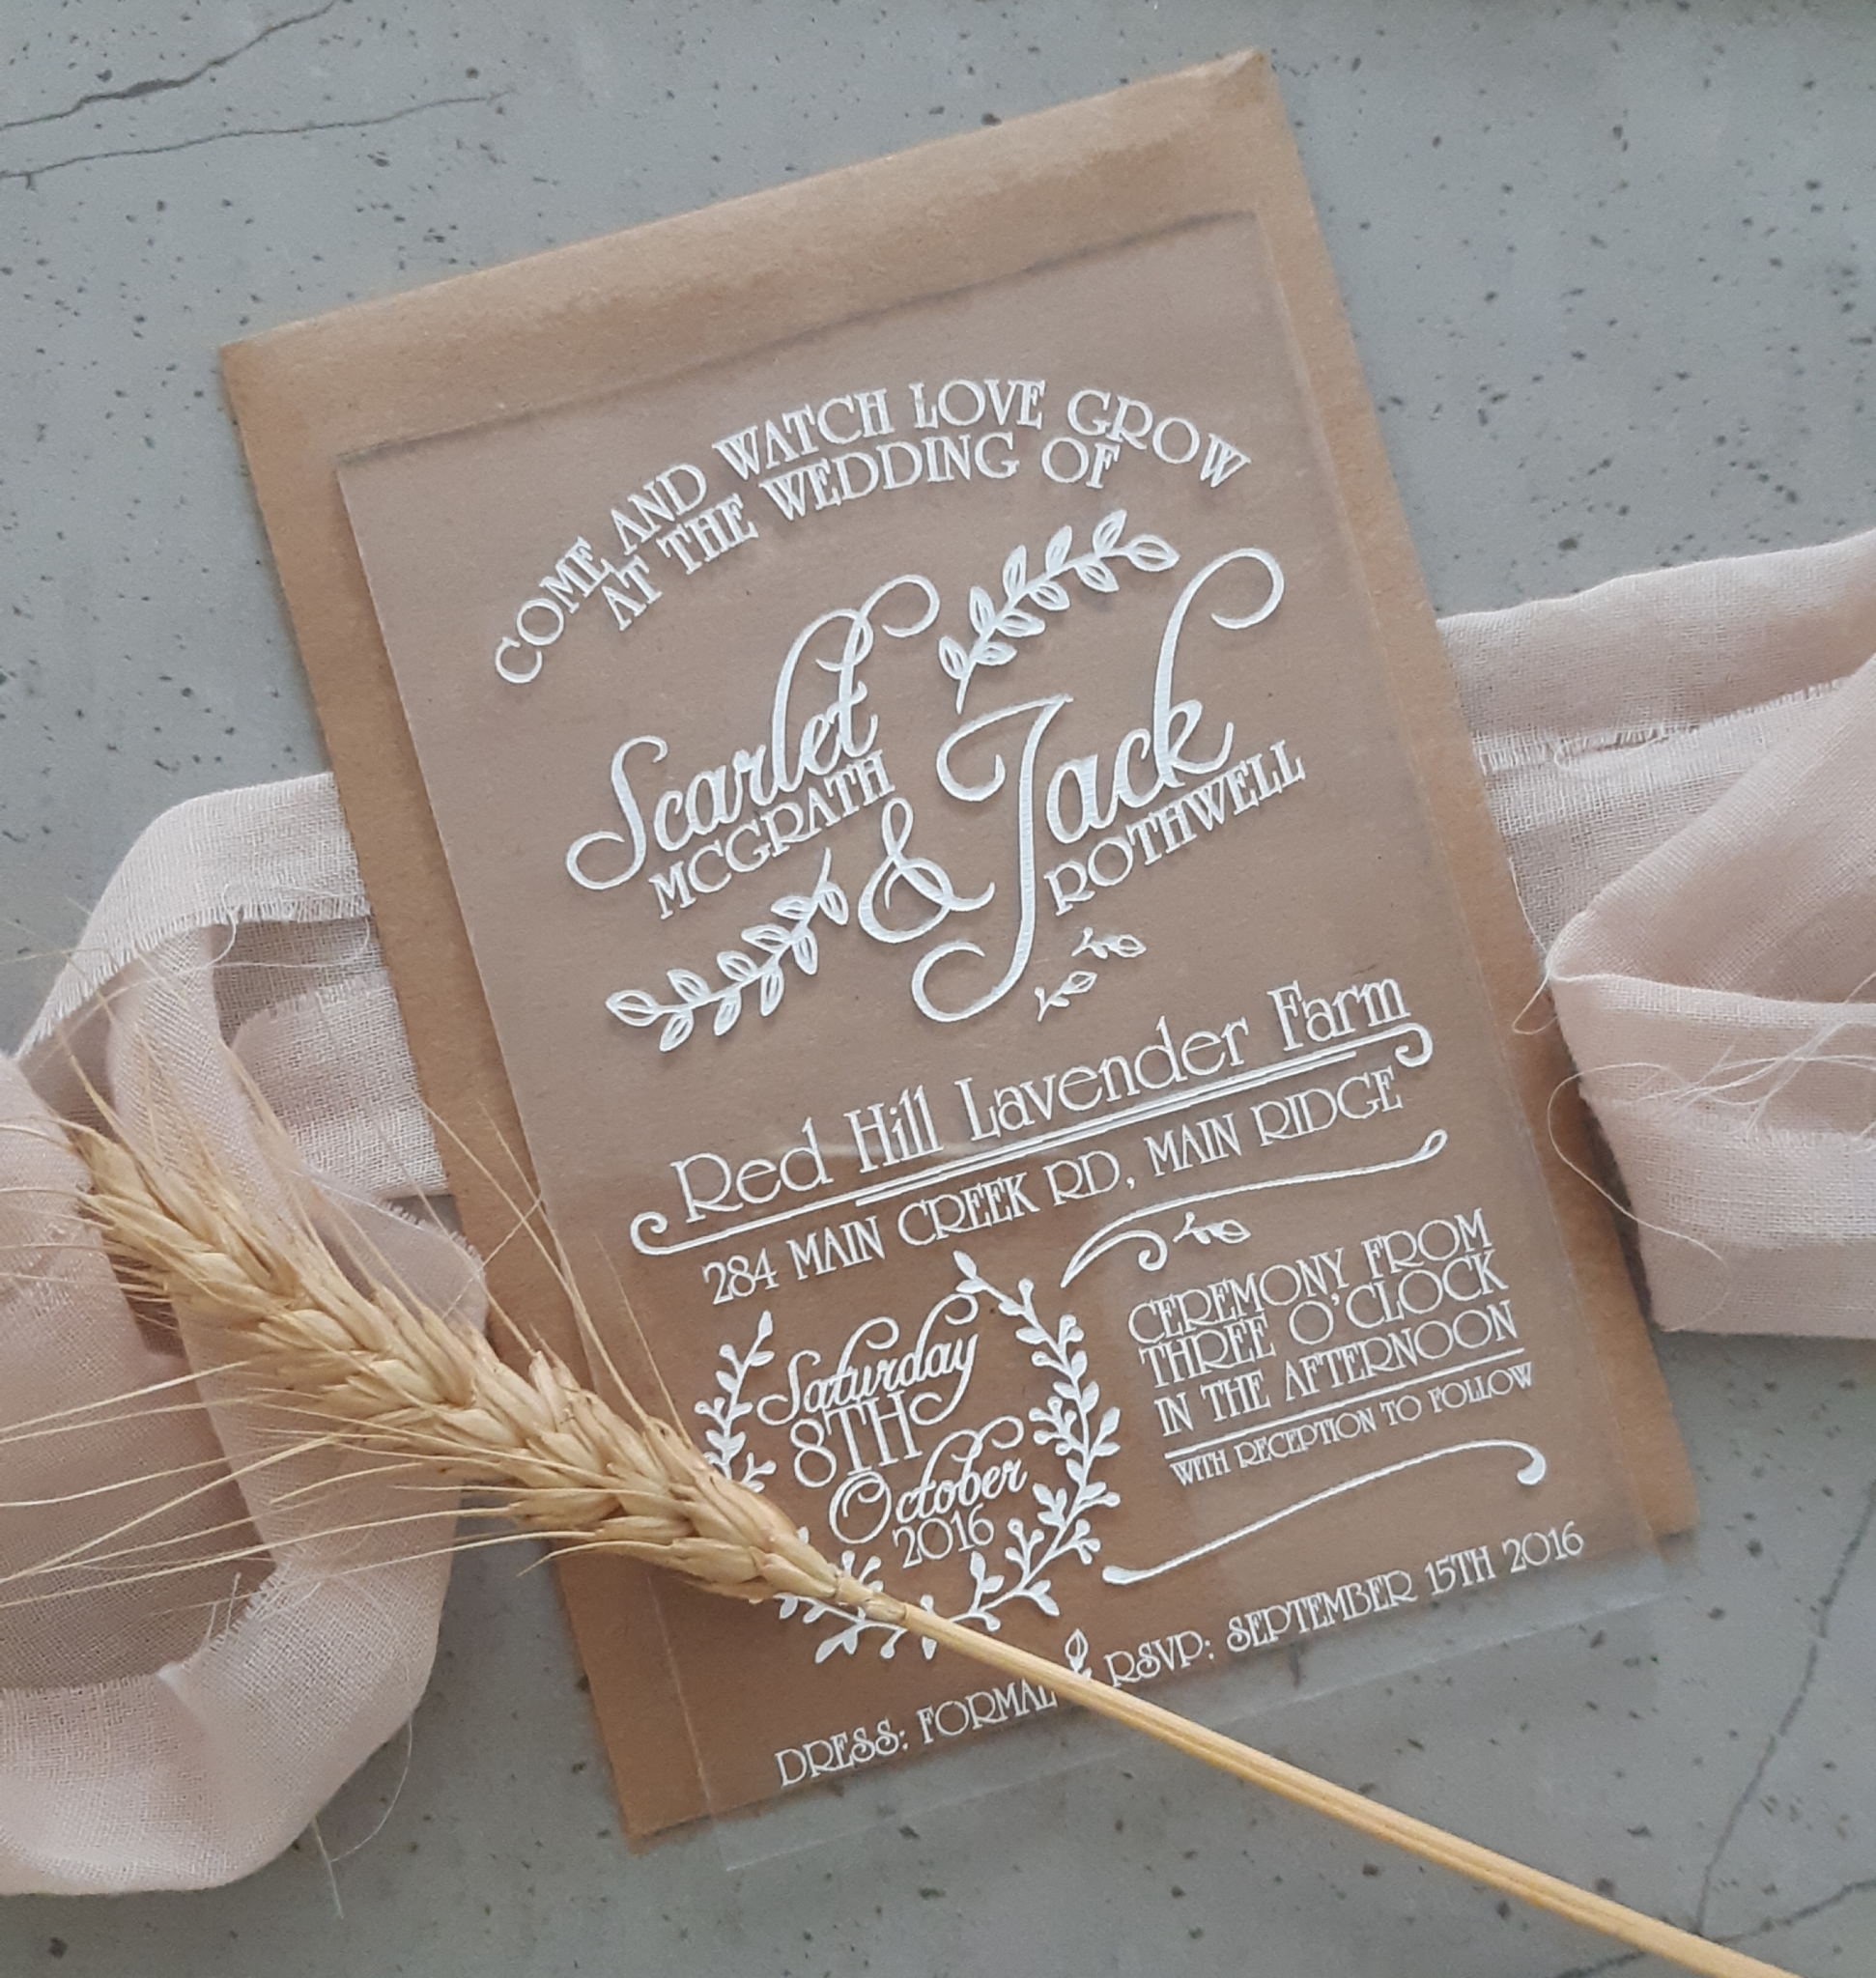 COME AND WATCH LOVE GROW
AT THE WEDDING OF
Scarlet
MCGRATH
&
Jack
ROTHWELL
Red Hill Lavender Farm
284 MAIN CREEK RD, MAIN RIDGE
Saturday
8TH
October
2016
CEREMONY FROM
THREE O'CLOCK
IN THE AFTERNOON
WITH RECEPTION TO FOLLOW
DRESS: FORMAL RSVP: SEPTEMBER 15TH 2016